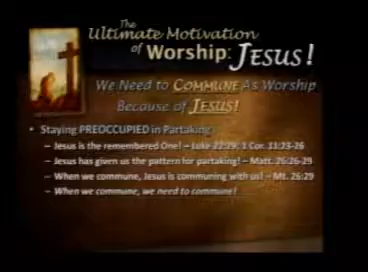 The
Ultimate Motivation
of Worship: JESUS!
We Need to COMMUNE As Worship
Because of JESUS!
• Staying PREOCCUPIED in Partaking
– Jesus is the remembered One! – Luke 22:19; 1 Cor. 11:23-26
– Jesus has given us the pattern for partaking! – Matt. 26:26-29
– When we commune, Jesus is communing with us! – Mt. 26:29
– When we commune, we need to commune!